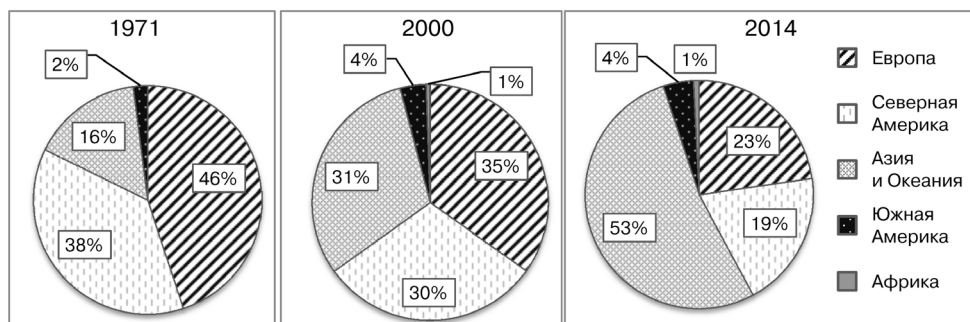 1971
2%
16%
46%
38%
2000
4%
1%
31%
35%
30%
2014
4%
1%
23%
53%
19%
Европа
Северная
Америка
Азия
и Океания
Южная
Америка
Африка